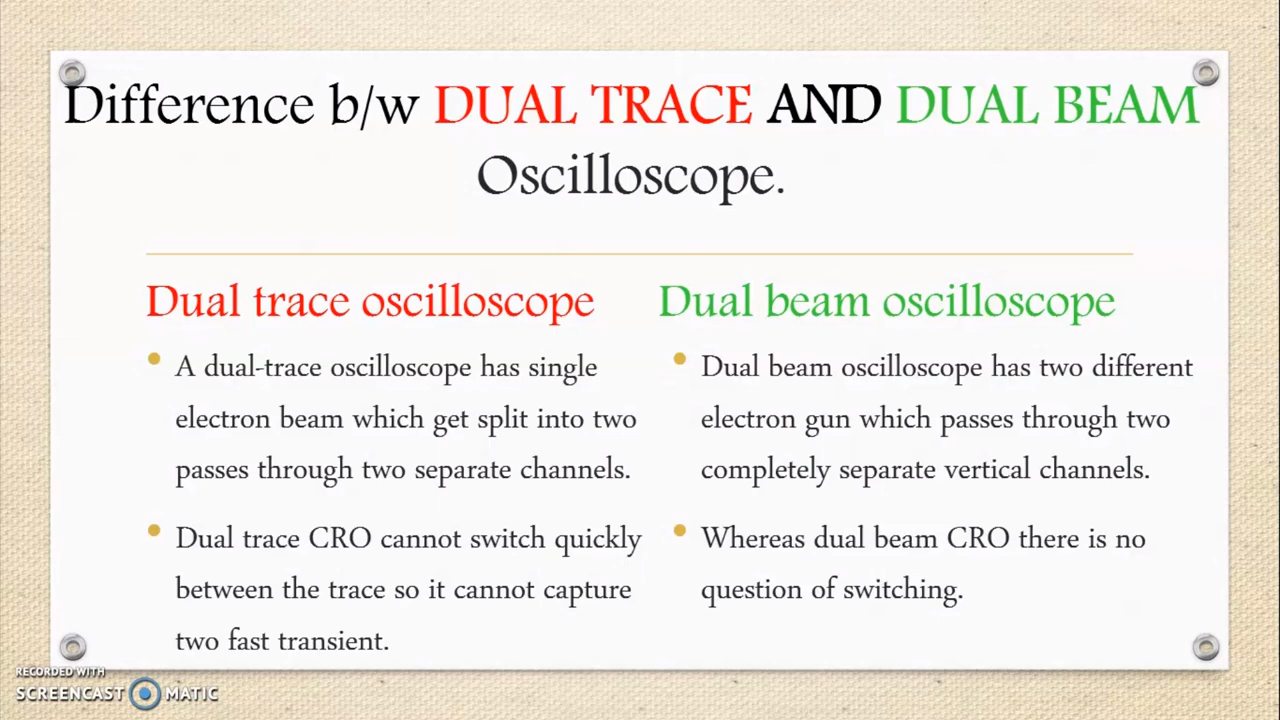 Difference b/w DUAL TRACE AND DUAL BEAM
Oscilloscope.
Dual trace oscilloscope
• A dual-trace oscilloscope has single
electron beam which get split into two
passes through two separate channels.
• Dual trace CRO cannot switch quickly
between the trace so it cannot capture
two fast transient.
Dual beam oscilloscope
• Dual beam oscilloscope has two different
electron gun which passes through two
completely separate vertical channels.
• Whereas dual beam CRO there is no
question of switching.
RECORDED WITH
SCREENCAST MATIC